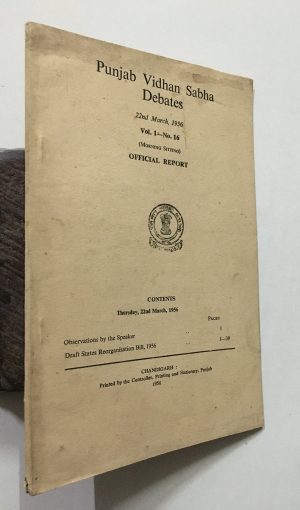 Punjab Vidhan Sabha
Debates
22nd March, 1956
Vol. I—No. 16
(Morning Sitting)
OFFICIAL REPORT
CONTENTS
Thursday, 22nd March, 1956
Pages
Observations by the Speaker .. 1
Draft States Reorganisation Bill, 1956 .. 1—39
CHANDIGARH :
Printed by the Controller, Printing and Stationery, Punjab
1956